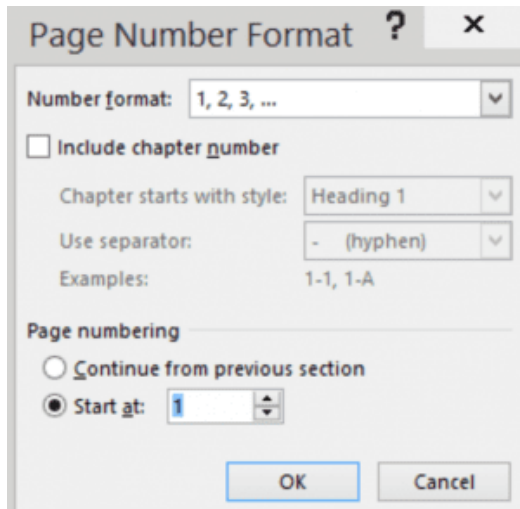 Page Number Format ? ×
Number format: 1, 2, 3, ...
Include chapter number
Chapter starts with style: Heading 1
Use separator: - (hyphen)
Examples: 1-1, 1-A
Page numbering
Continue from previous section
Start at: 1
OK Cancel